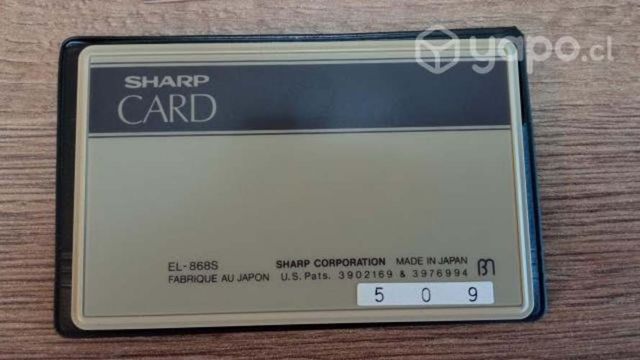 yapo.cl
SHARP
CARD
EL-868S SHARP CORPORATION MADE IN JAPAN
FABRIQUE AU JAPON U.S. Pats. 3902169 & 3976994
5 0 9